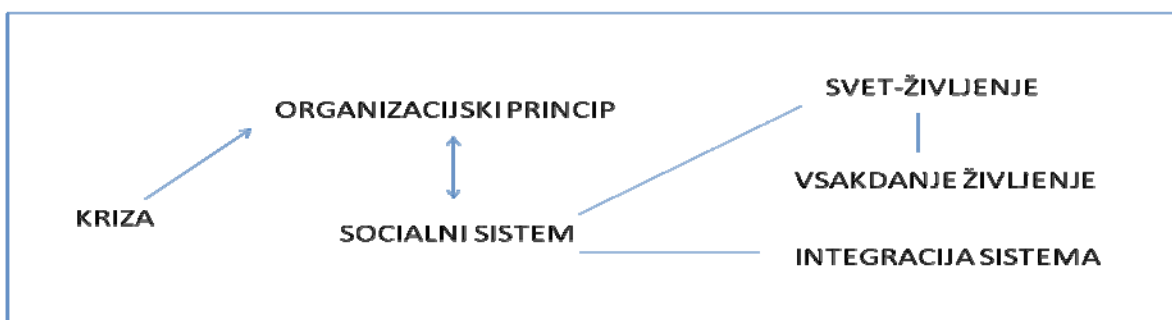 SVET-ŽIVLJENJE
ORGANIZACIJSKI PRINCIP
VSAKDANJE ŽIVLJENJE
KRIZA
SOCIALNI SISTEM
INTEGRACIJA SISTEMA